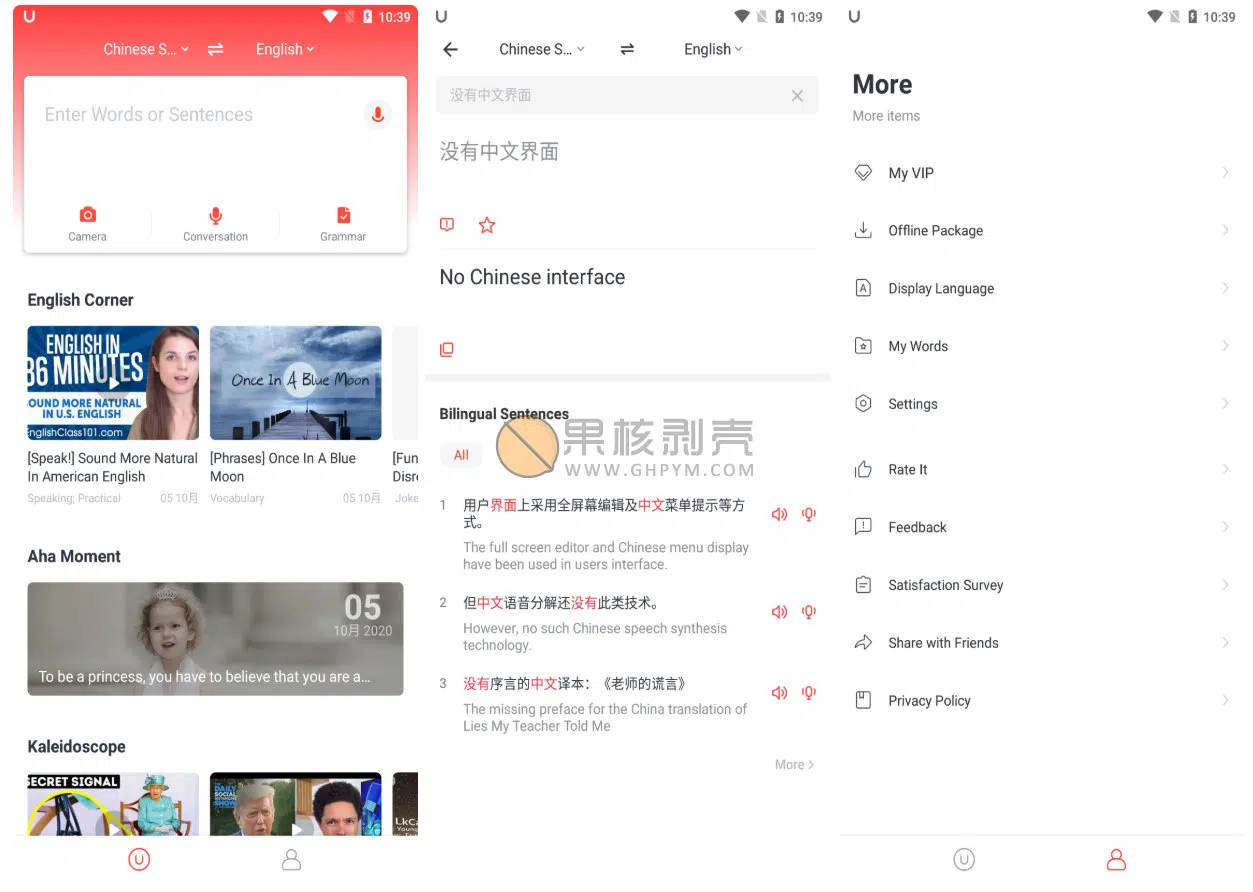 U 10:39
Chinese S... English
Enter Words or Sentences
Camera Conversation Grammar
English Corner
ENGLISH IN
36 MINUTES
OUND MORE NATURAL
IN U.S. ENGLISH
EnglishClass101.com
Once In A Blue Moon
[Speak!] Sound More Natural
In American English
Speaking; Practical 05 10月
[Phrases] Once In A Blue
Moon
Vocabulary 05 10月
[Fun
Disre
Joke
Aha Moment
05
10月 2020
To be a princess, you have to believe that you are a...
Kaleidoscope
SECRET SIGNAL
THE
DAILY
SOCIAL
DISTANCING
SHOW
LkCa
Young
U
U 10:39
Chinese S... English
没有中文界面
没有中文界面
No Chinese interface
Bilingual Sentences
All
果核剥壳
WWW.GHPYM.COM
1 用户界面上采用全屏幕编辑及中文菜单提示等方
式。
The full screen editor and Chinese menu display
have been used in users interface.
2 但中文语音分解还没有此类技术。
However, no such Chinese speech synthesis
technology.
3 没有序言的中文译本：《老师的谎言》
The missing preface for the China translation of
Lies My Teacher Told Me
More
U 10:39
More
More items
My VIP
Offline Package
Display Language
My Words
Settings
Rate It
Feedback
Satisfaction Survey
Share with Friends
Privacy Policy
U